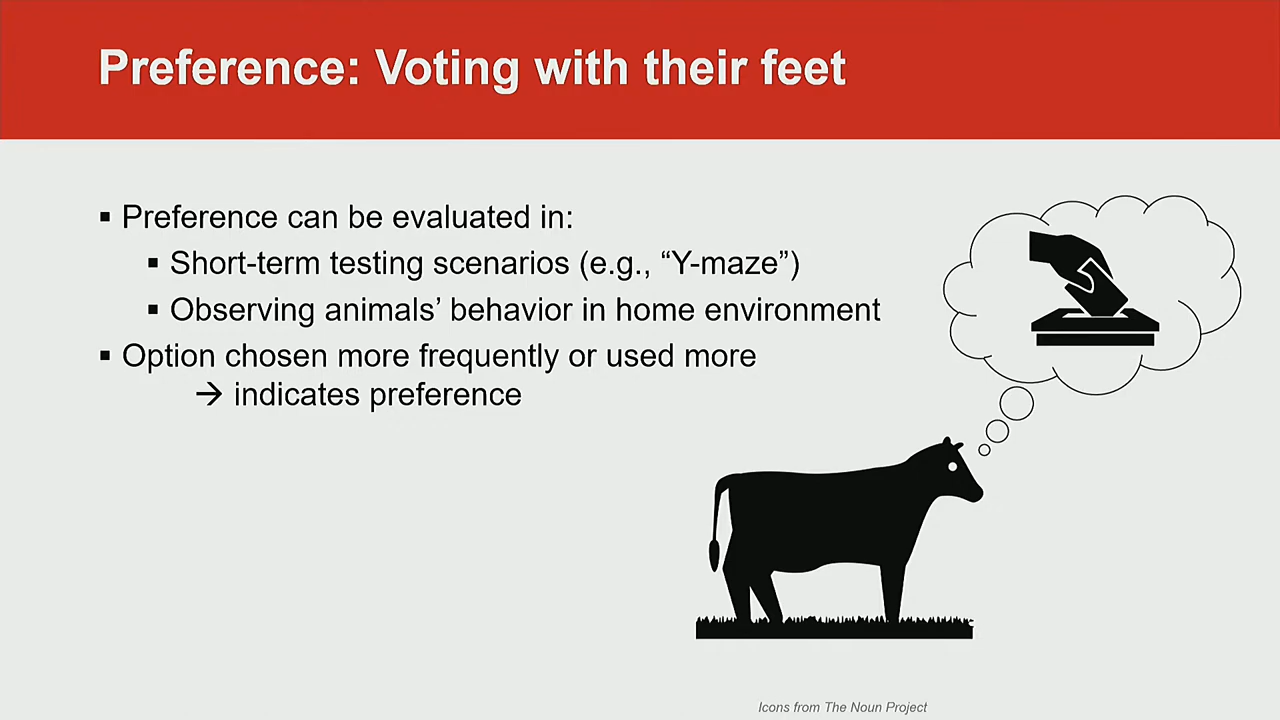 Preference: Voting with their feet
▪ Preference can be evaluated in:
▪ Short-term testing scenarios (e.g., “Y-maze”)
▪ Observing animals’ behavior in home environment
▪ Option chosen more frequently or used more
→ indicates preference
Icons from The Noun Project